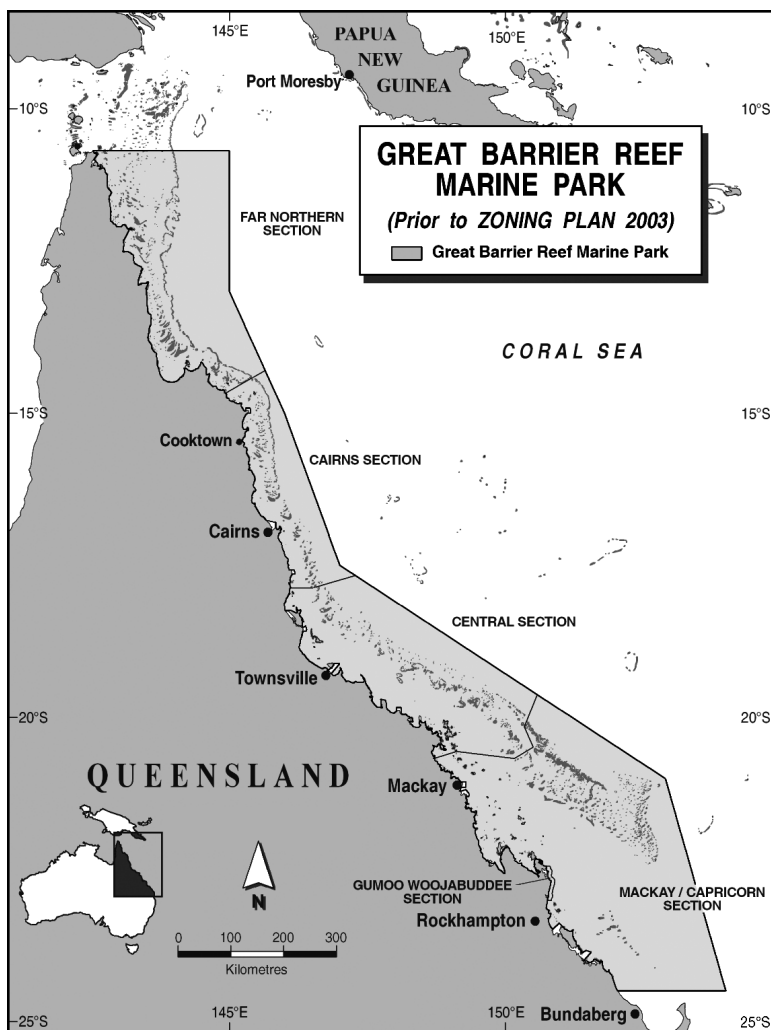 145°E
150°E
PAPUA
NEW
GUINEA
Port Moresby
10°S
10°S
GREAT BARRIER REEF
MARINE PARK
(Prior to ZONING PLAN 2003)
Great Barrier Reef Marine Park
FAR NORTHERN
SECTION
CORAL SEA
15°S
15°S
Cooktown
CAIRNS SECTION
Cairns
CENTRAL SECTION
Townsville
20°S
20°S
QUEENSLAND
Mackay
GUMOO WOOJABUDDEE
SECTION
MACKAY / CAPRICORN
SECTION
Rockhampton
N
0 100 200 300
Kilometres
145°E
150°E
Bundaberg
25°S
25°S